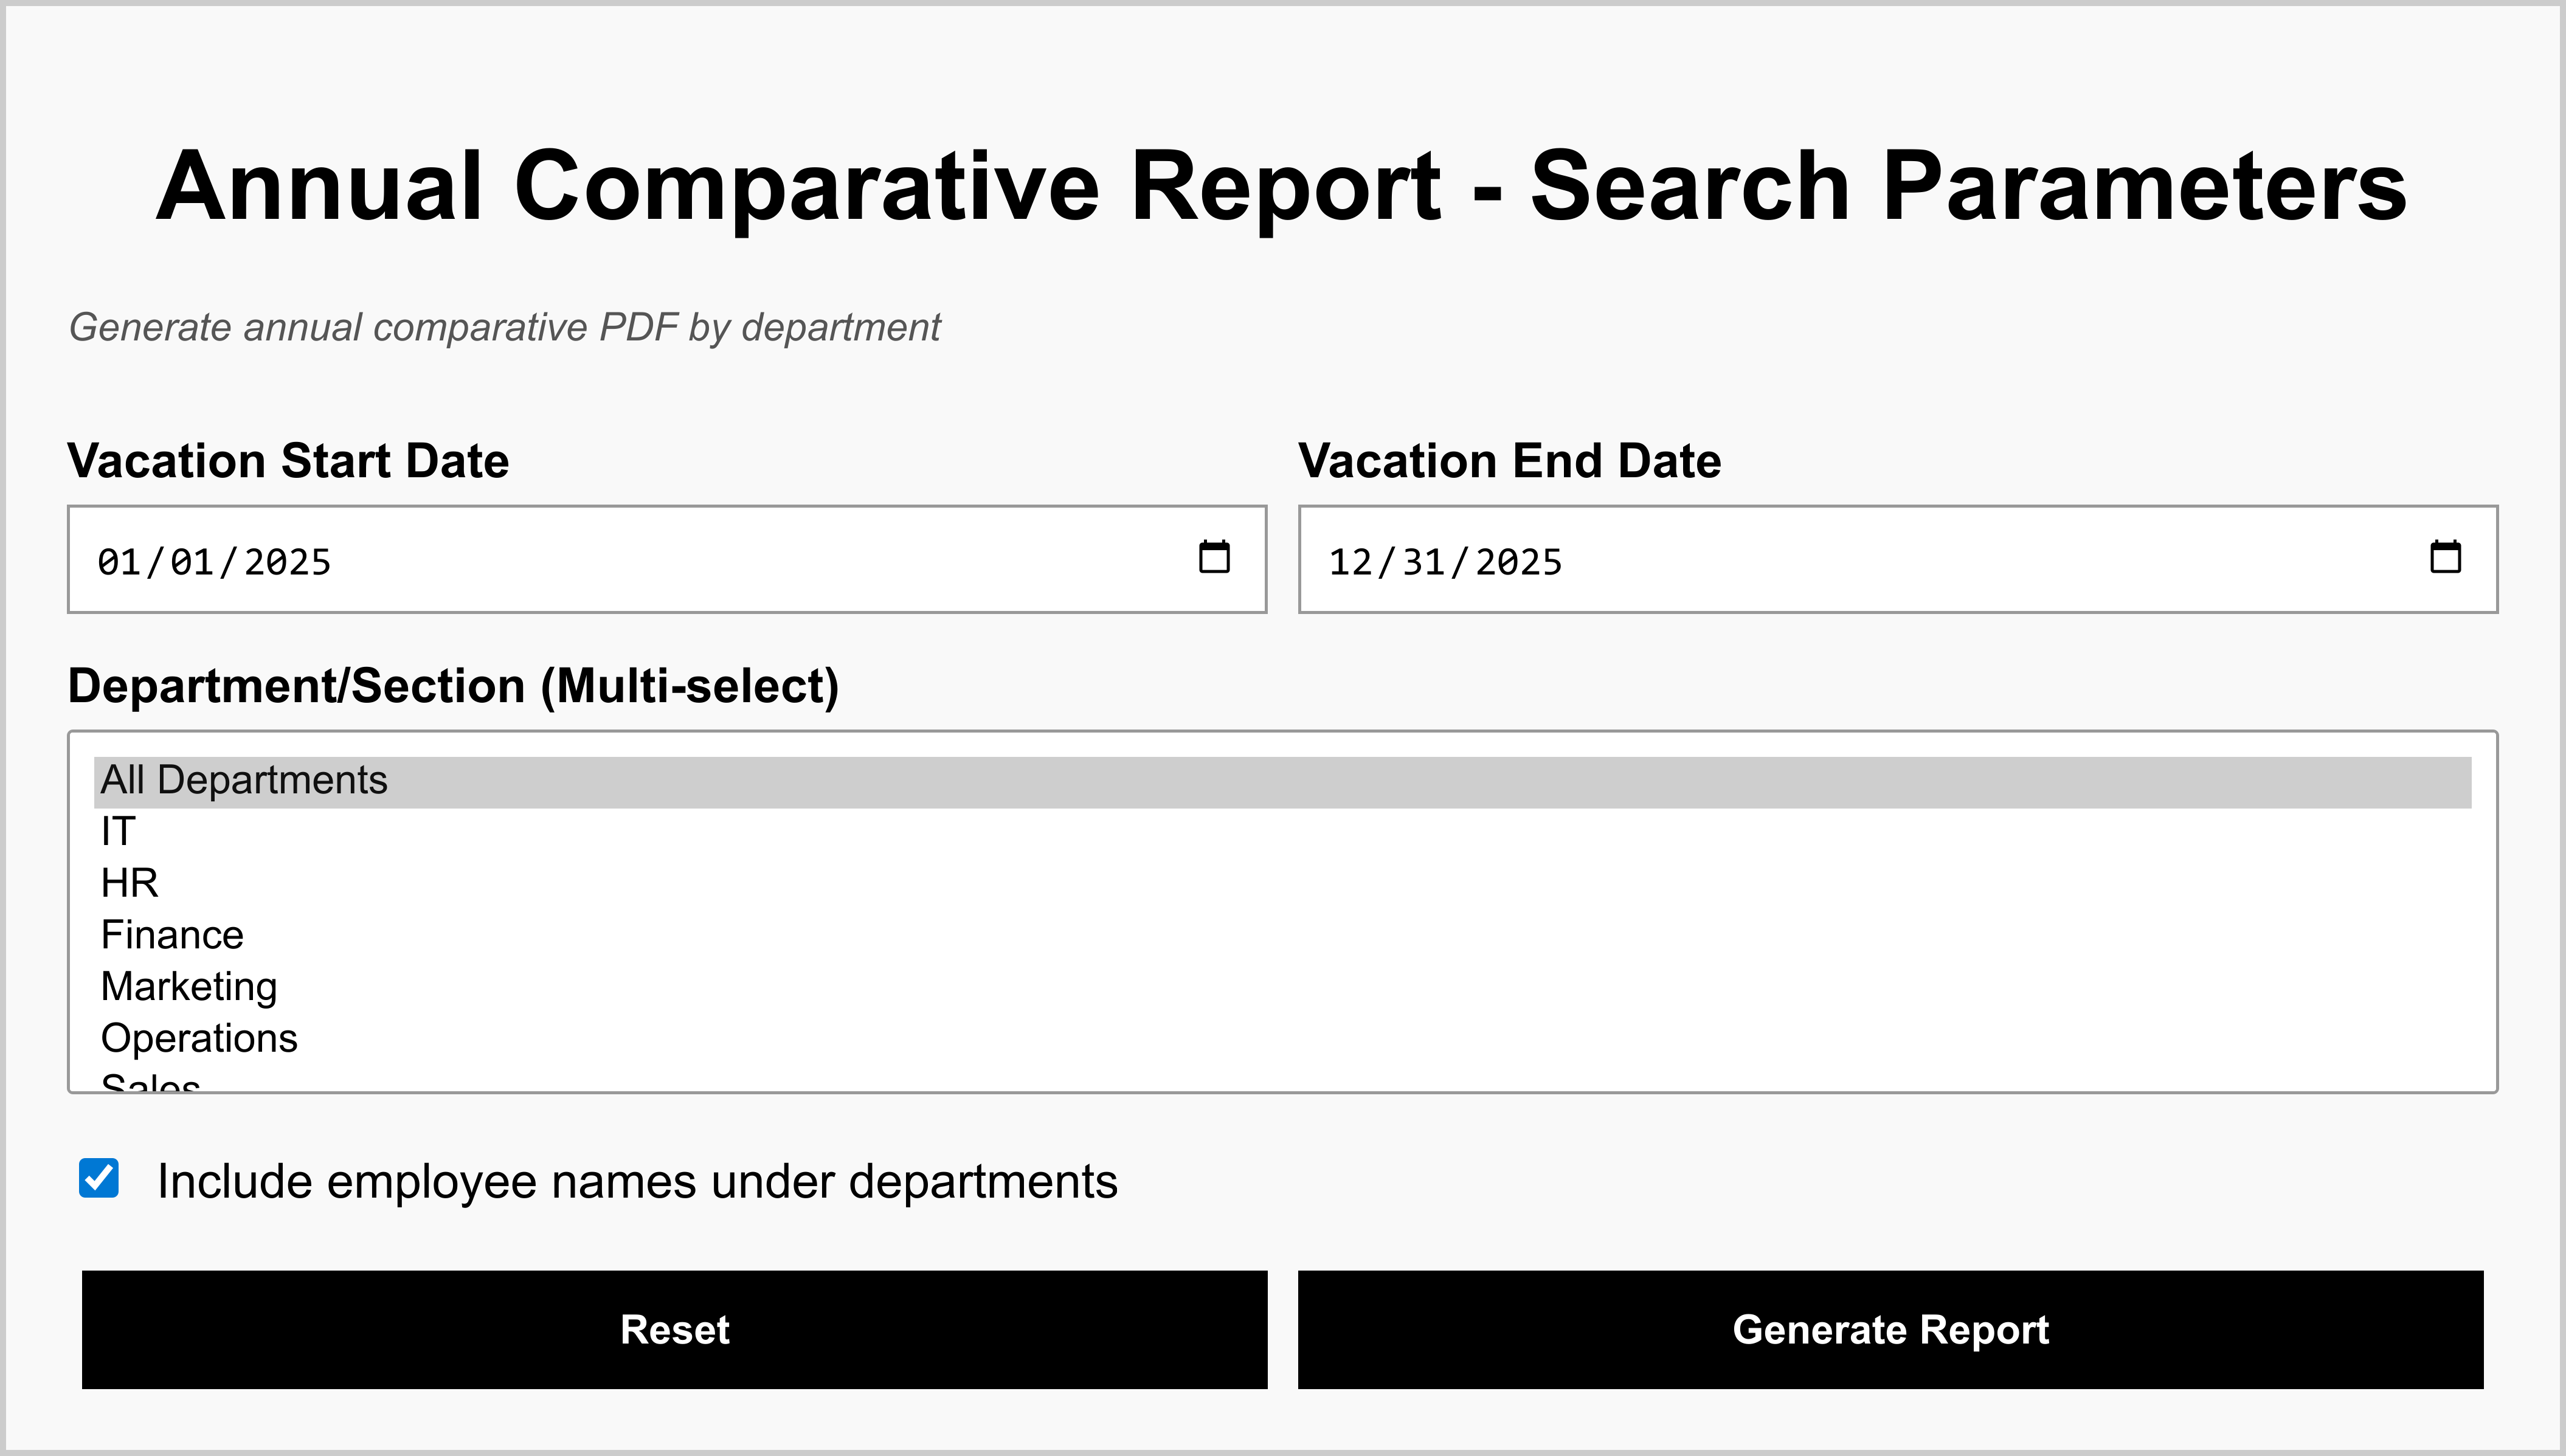 Annual Comparative Report - Search Parameters
Generate annual comparative PDF by department
Vacation Start Date
Vacation End Date
01/01/2025
12/31/2025
Department/Section (Multi-select)
All Departments
IT
HR
Finance
Marketing
Operations
Sales
Include employee names under departments
Reset
Generate Report